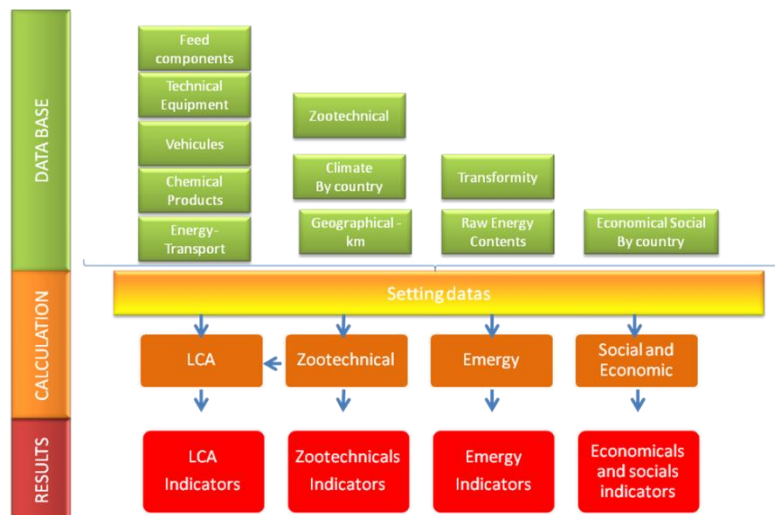 DATA BASE
Feed
components
Technical
Equipment
Vehicules
Chemical
Products
Energy-
Transport
Zootechnical
Climate
By country
Geographical -
km
Transformity
Raw Energy
Contents
Economical Social
By country
CALCULATION
Setting datas
LCA
Zootechnical
Emergy
Social and
Economic
RESULTS
LCA
Indicators
Zootechnicals
Indicators
Emergy
Indicators
Economicals
and socials
indicators